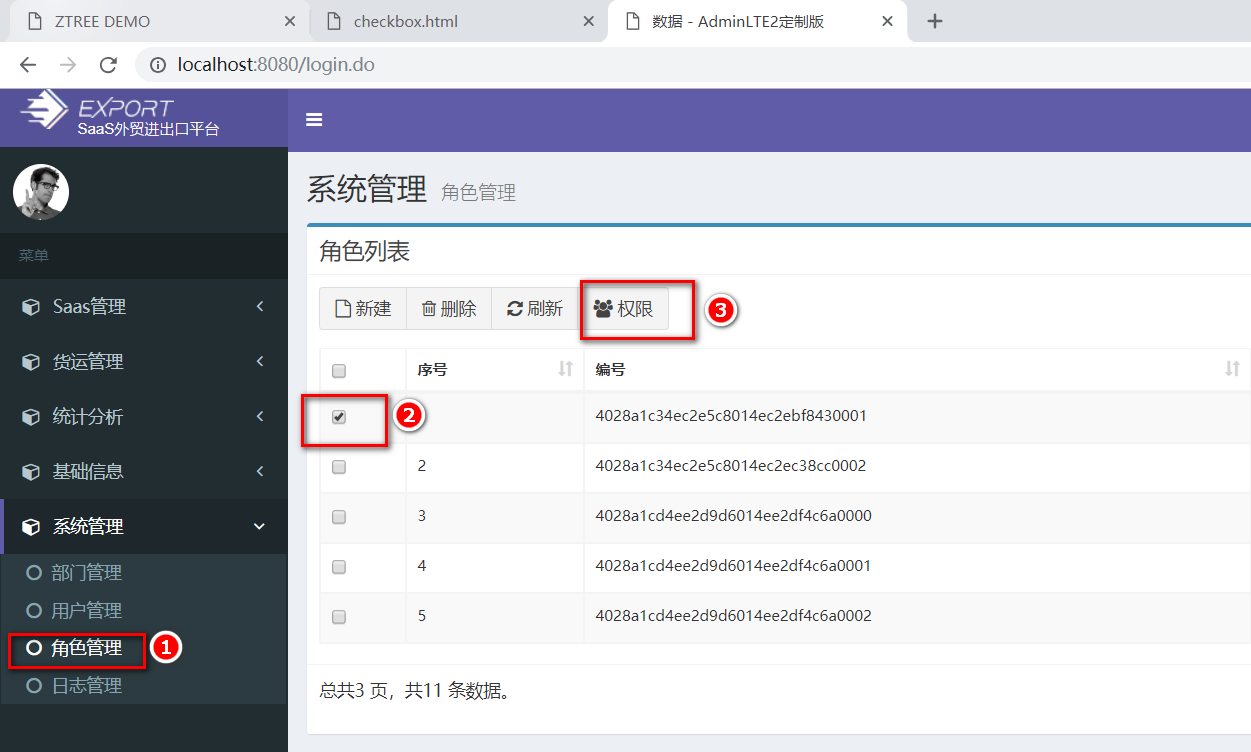 ZTREE DEMO
checkbox.html
数据 - AdminLTE2定制版
localhost:8080/login.do
EXPORT
SaaS外贸进出口平台
系统管理 角色管理
菜单
角色列表
Saas管理
新建 删除 刷新 权限 3
货运管理
序号 编号
统计分析
2 4028a1c34ec2e5c8014ec2ebf8430001
基础信息
2 4028a1c34ec2e5c8014ec2ec38cc0002
系统管理
3 4028a1cd4ee2d9d6014ee2df4c6a0000
部门管理
4 4028a1cd4ee2d9d6014ee2df4c6a0001
用户管理
5 4028a1cd4ee2d9d6014ee2df4c6a0002
角色管理 1
日志管理
总共3 页，共11 条数据。